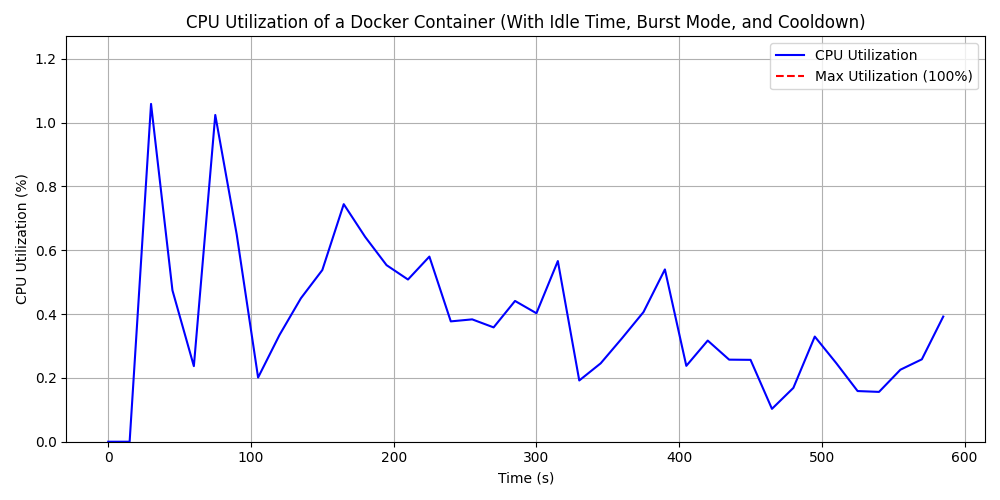 CPU Utilization of a Docker Container (With Idle Time, Burst Mode, and Cooldown)
CPU Utilization
Max Utilization (100%)
CPU Utilization (%)
1.2
1.0
0.8
0.6
0.4
0.2
0.0
0 100 200 300 400 500 600
Time (s)